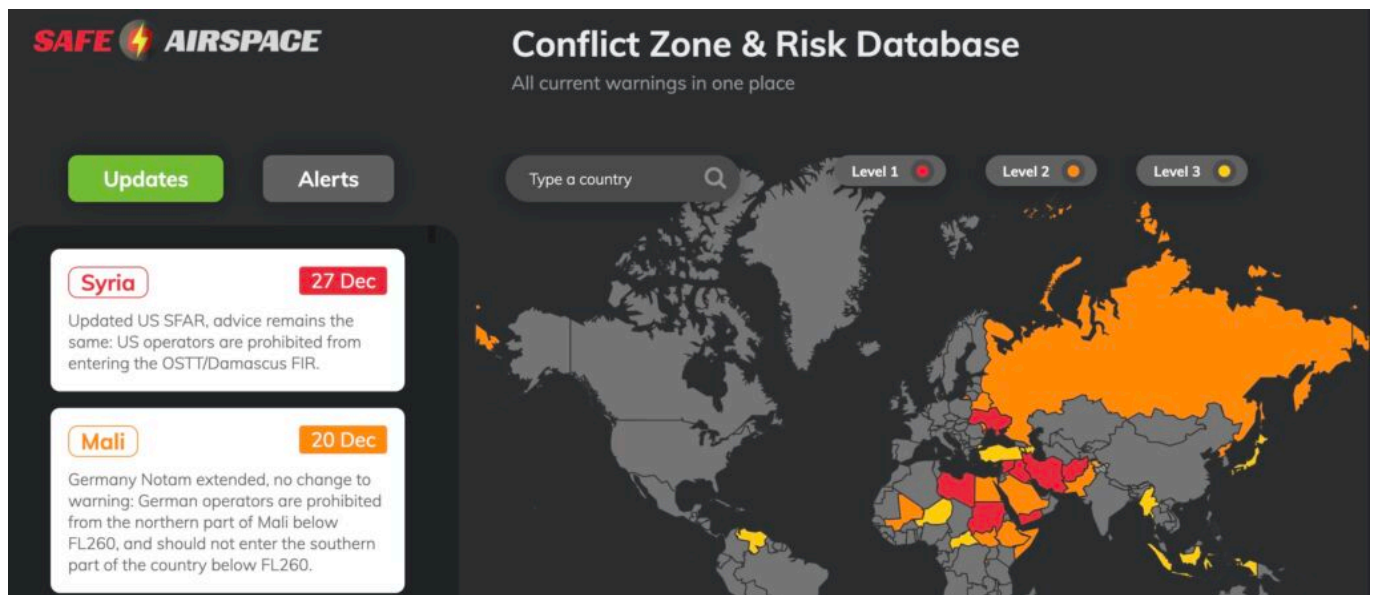 SAFE AIRSPACE
Conflict Zone & Risk Database
All current warnings in one place
Updates
Alerts
Type a country
Level 1
Level 2
Level 3
Syria
27 Dec
Updated US SFAR, advice remains the
same: US operators are prohibited from
entering the OSTT/Damascus FIR.
Mali
20 Dec
Germany Notam extended, no change to
warning: German operators are prohibited
from the northern part of Mali below
FL260, and should not enter the southern
part of the country below FL260.